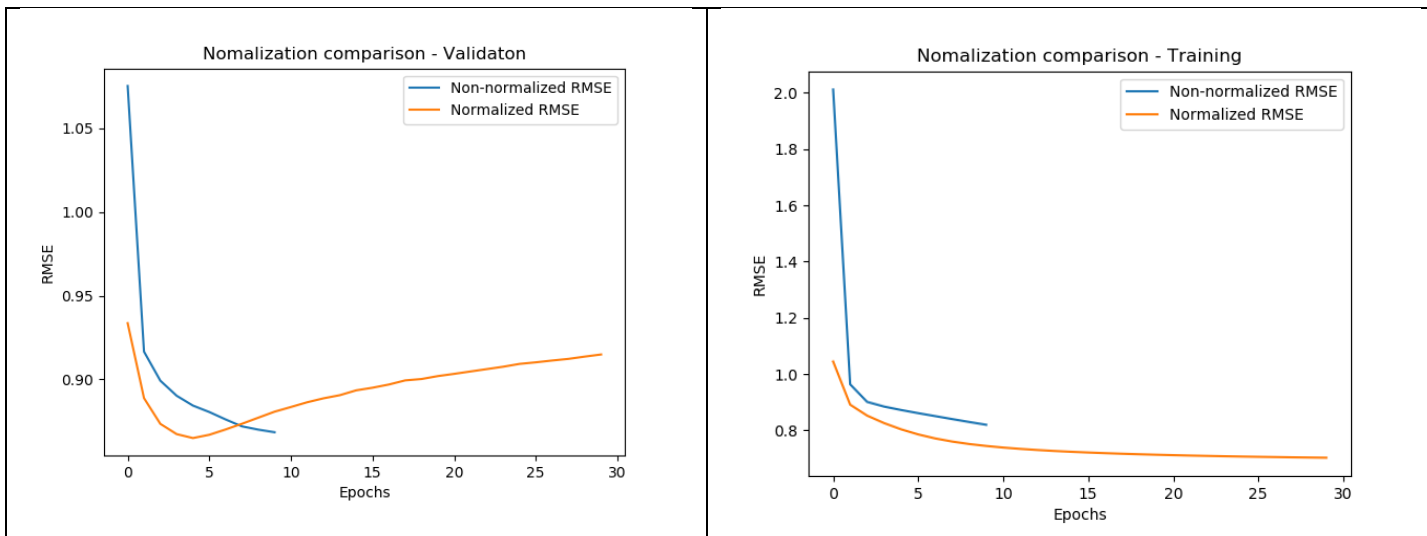 Nomalization comparison - Validaton
Non-normalized RMSE
Normalized RMSE
1.05
1.00
0.95
0.90
RMSE
0 5 10 15 20 25 30
Epochs
Nomalization comparison - Training
Non-normalized RMSE
Normalized RMSE
2.0
1.8
1.6
1.4
1.2
1.0
0.8
RMSE
0 5 10 15 20 25 30
Epochs